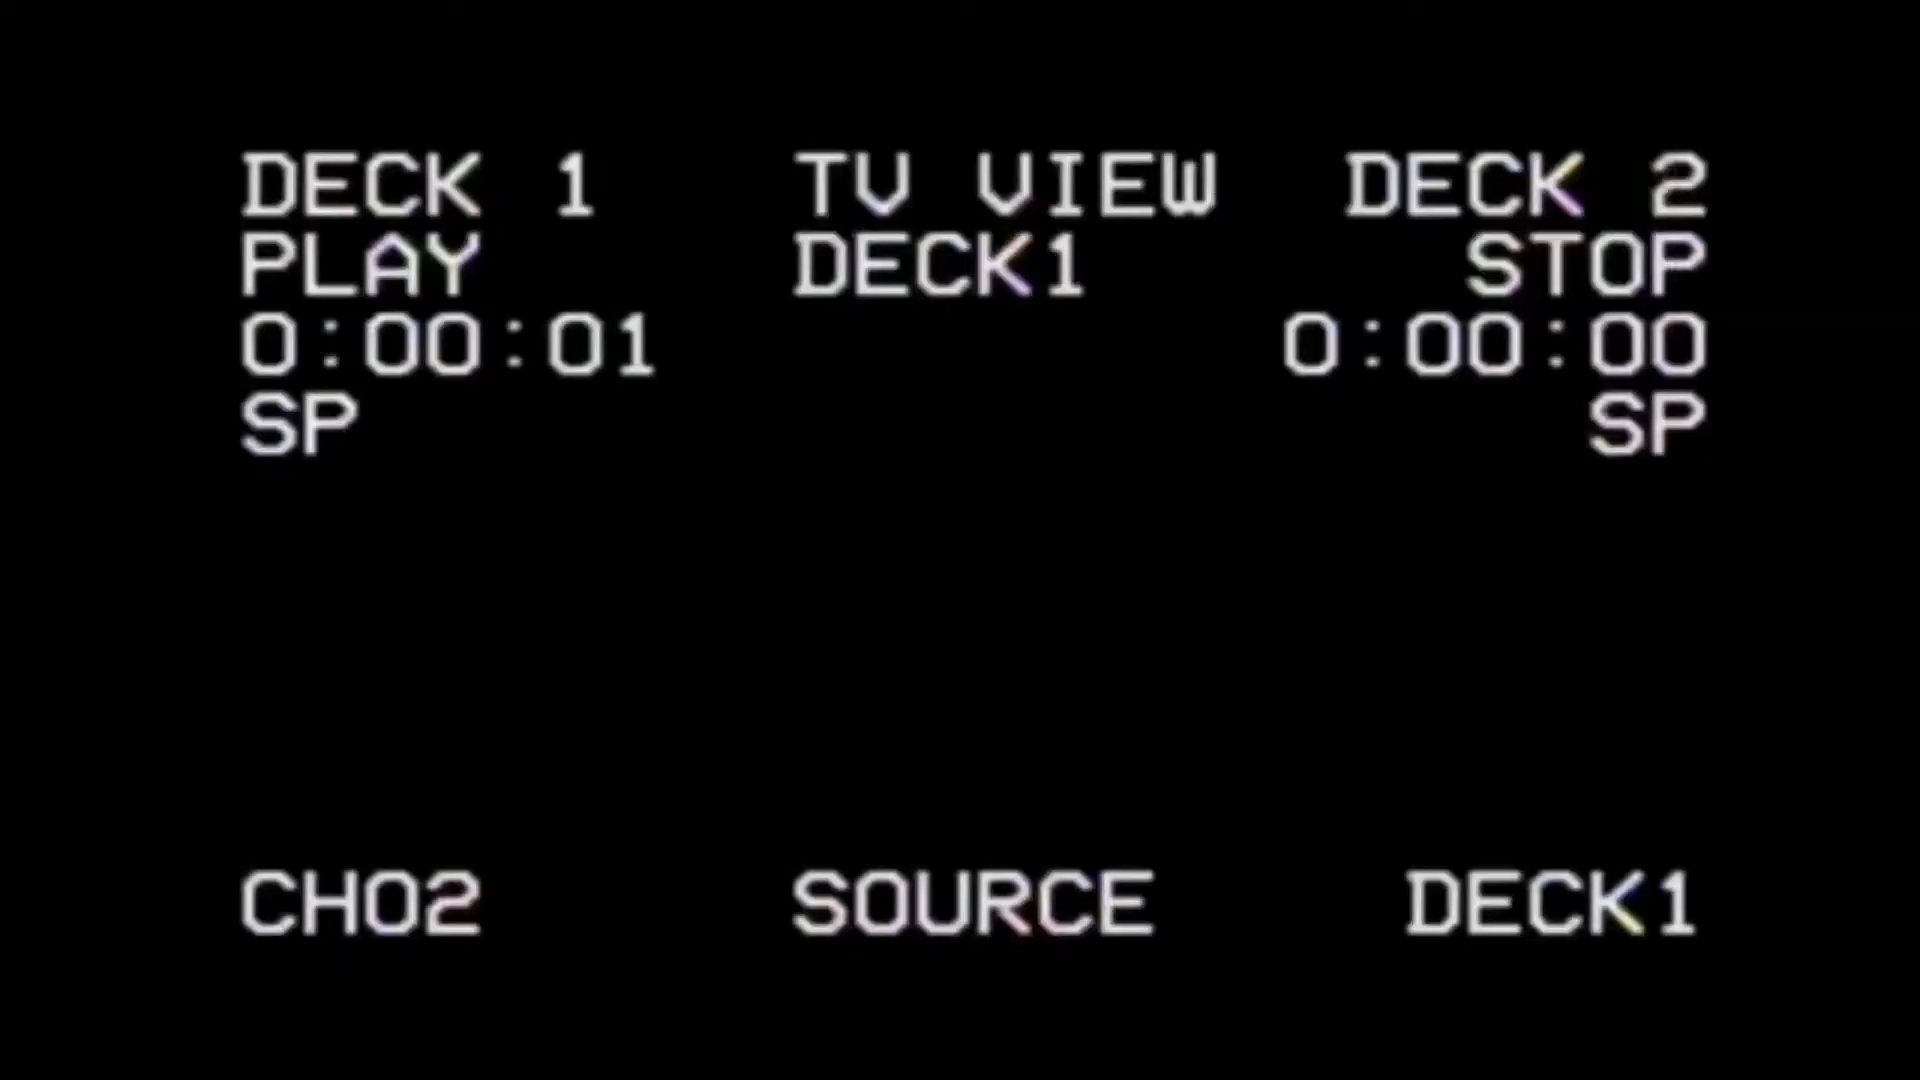 DECK 1 TV VIEW DECK 2
PLAY DECK1 STOP
0:00:01 0:00:00
SP SP
CH02 SOURCE DECK1